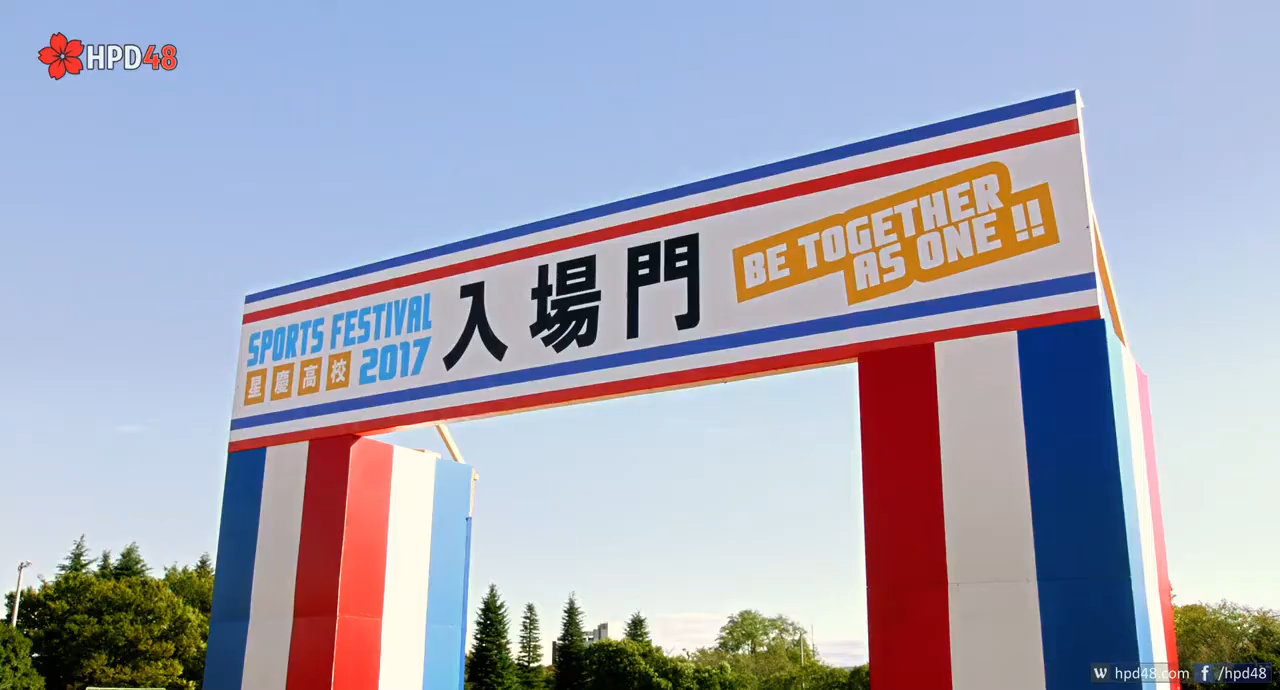 HPD48
SPORTS FESTIVAL
星慶高校 2017
入場門
BE TOGETHER
AS ONE !!
W hpd48.com f /hpd48